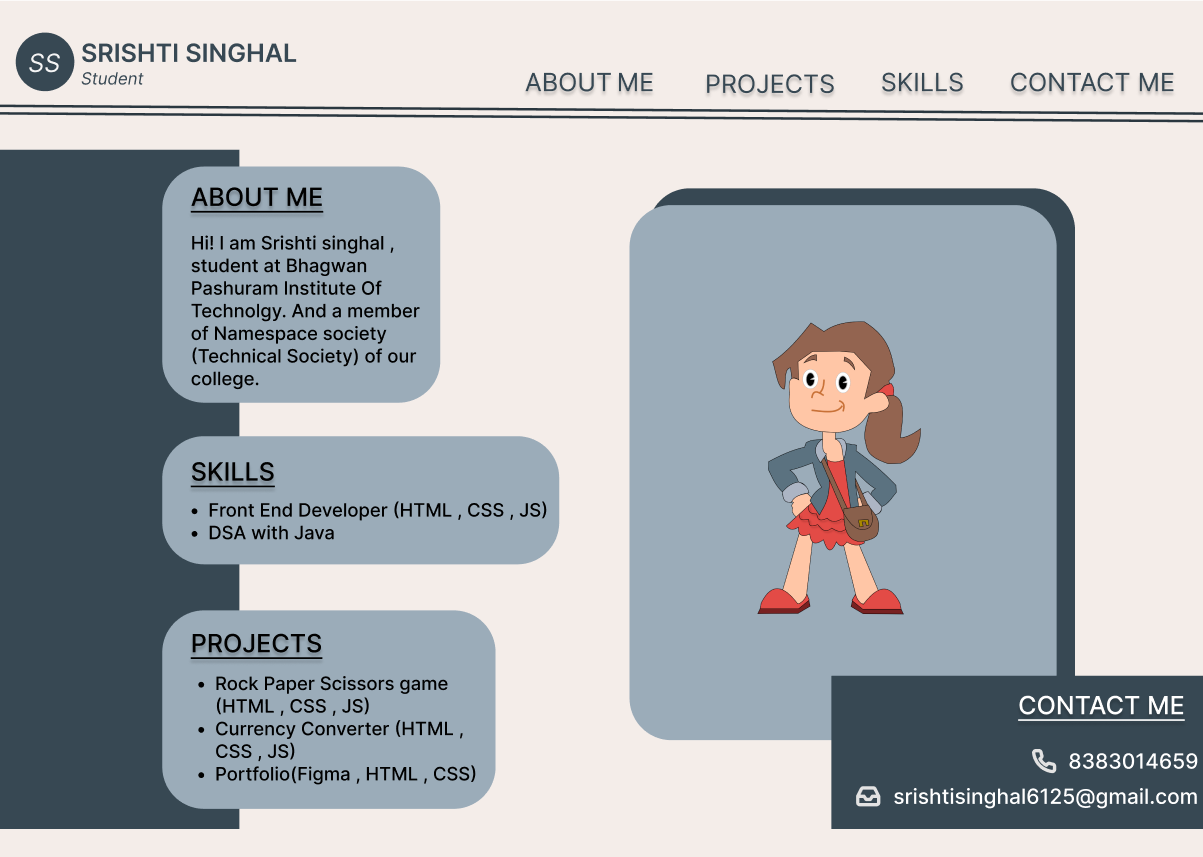 SS
SRISHTI SINGHAL
Student
ABOUT ME
PROJECTS
SKILLS
CONTACT ME
ABOUT ME
Hi! I am Srishti singhal ,
student at Bhagwan
Pashuram Institute Of
Technolgy. And a member
of Namespace society
(Technical Society) of our
college.
SKILLS
• Front End Developer (HTML , CSS , JS)
• DSA with Java
PROJECTS
• Rock Paper Scissors game
(HTML , CSS , JS)
• Currency Converter (HTML ,
CSS , JS)
• Portfolio(Figma , HTML , CSS)
CONTACT ME
8383014659
srishtisinghal6125@gmail.com